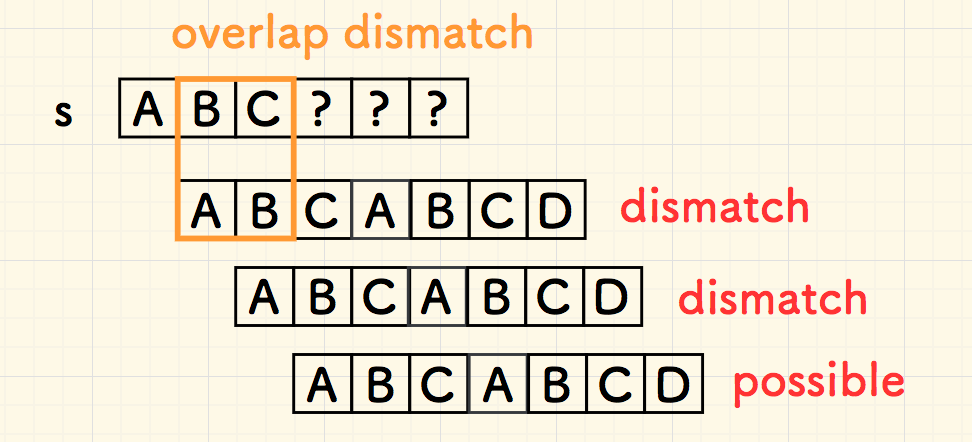 overlap dismatch
s A B C ? ? ?
A B C A B C D dismatch
A B C A B C D dismatch
A B C A B C D possible